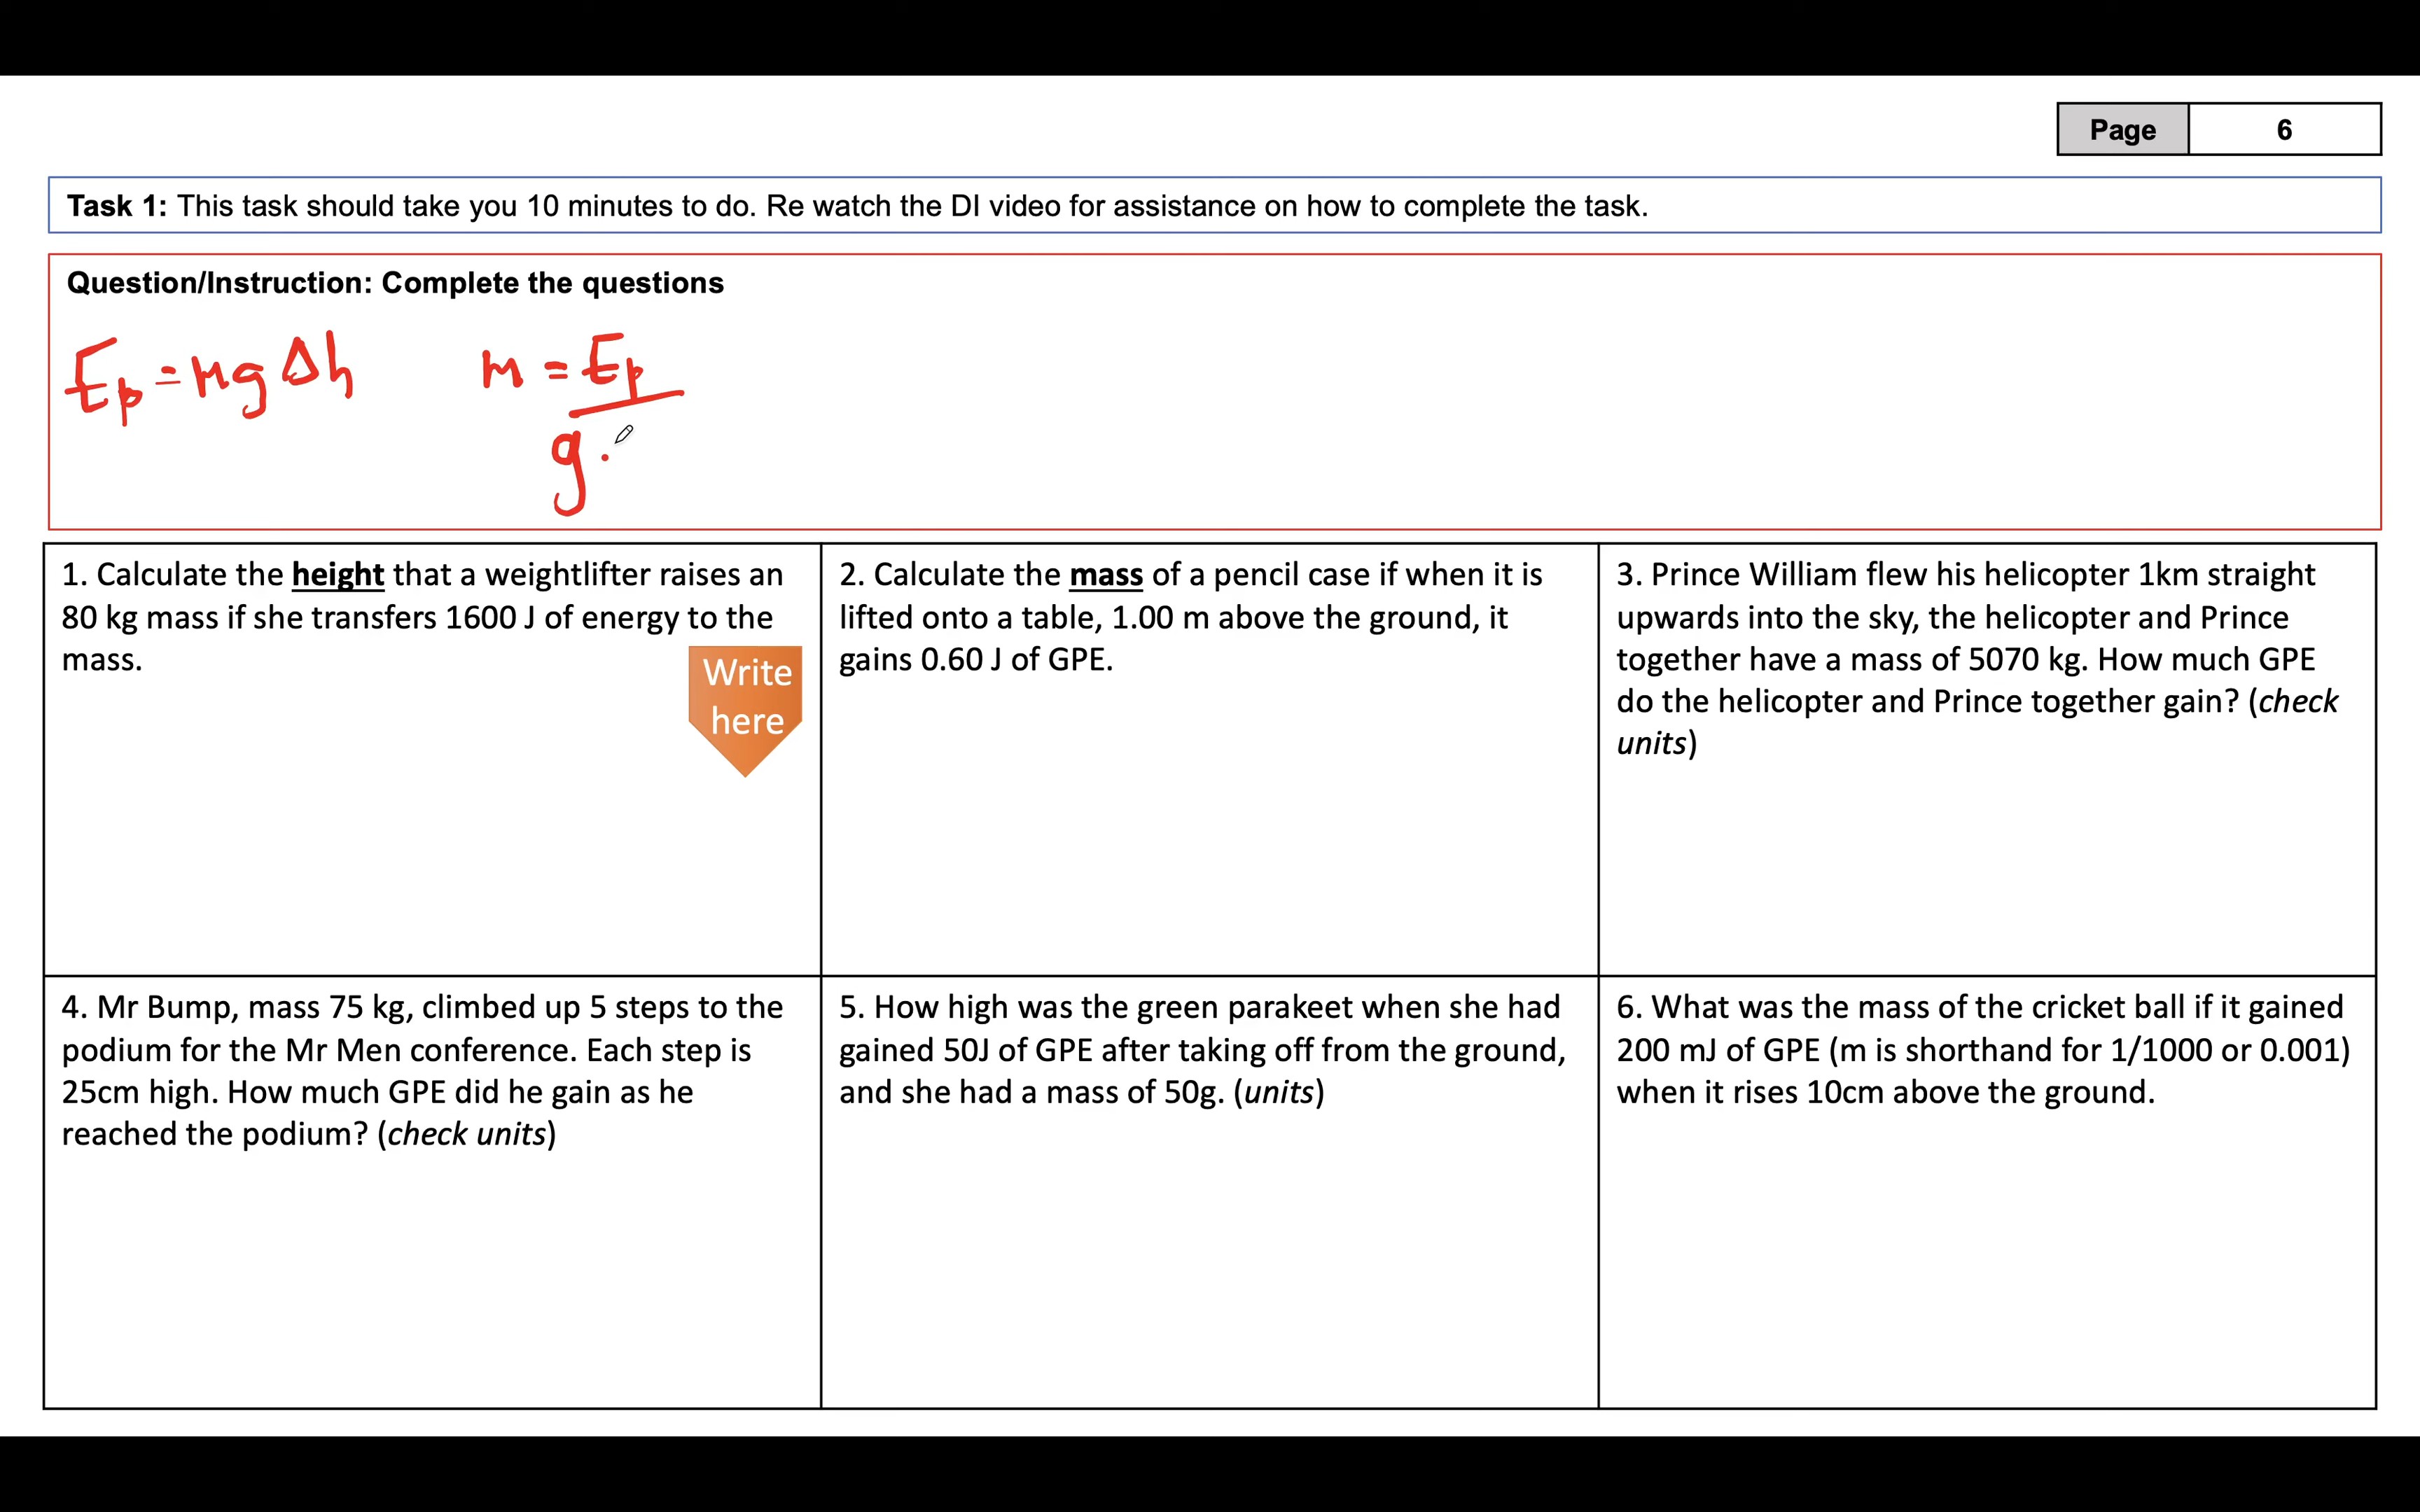 Page 6
Task 1: This task should take you 10 minutes to do. Re watch the DI video for assistance on how to complete the task.
Question/Instruction: Complete the questions
Ep = mgΔh
m = Ep
g.
1. Calculate the height that a weightlifter raises an
80 kg mass if she transfers 1600 J of energy to the
mass.
Write
here
2. Calculate the mass of a pencil case if when it is
lifted onto a table, 1.00 m above the ground, it
gains 0.60 J of GPE.
3. Prince William flew his helicopter 1km straight
upwards into the sky, the helicopter and Prince
together have a mass of 5070 kg. How much GPE
do the helicopter and Prince together gain? (check
units)
4. Mr Bump, mass 75 kg, climbed up 5 steps to the
podium for the Mr Men conference. Each step is
25cm high. How much GPE did he gain as he
reached the podium? (check units)
5. How high was the green parakeet when she had
gained 50J of GPE after taking off from the ground,
and she had a mass of 50g. (units)
6. What was the mass of the cricket ball if it gained
200 mJ of GPE (m is shorthand for 1/1000 or 0.001)
when it rises 10cm above the ground.